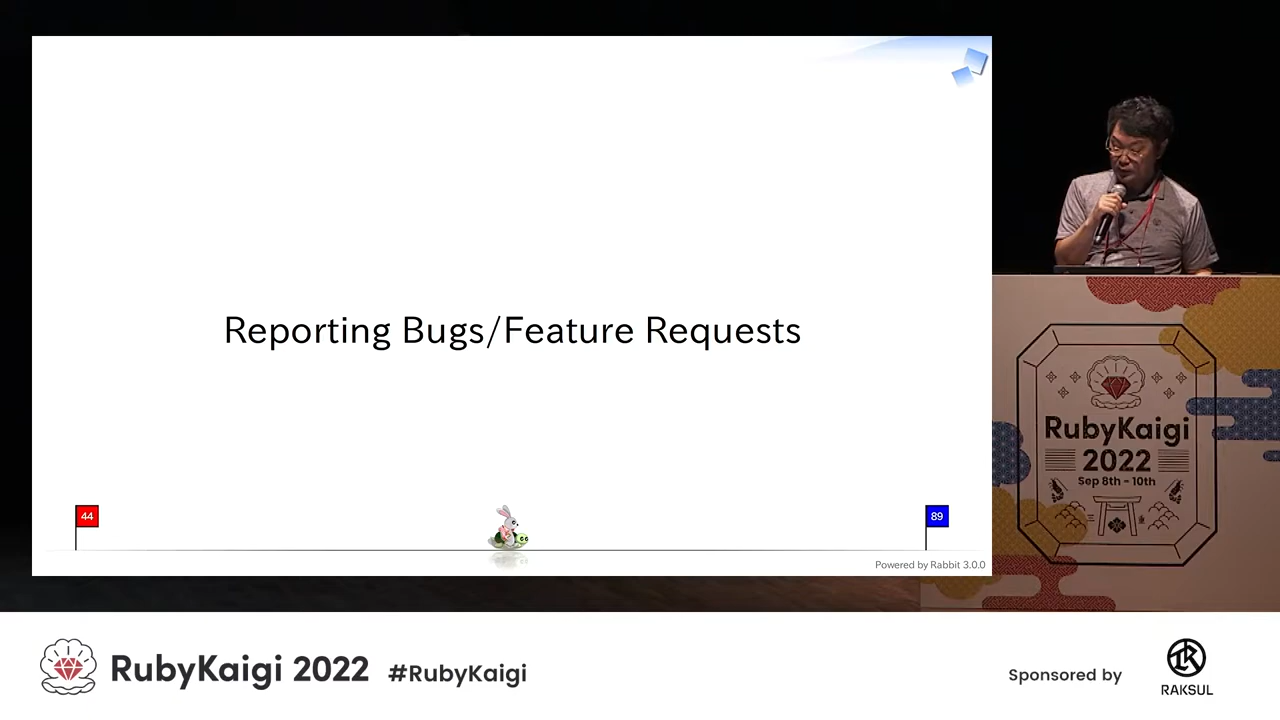 Reporting Bugs/Feature Requests
44
89
Powered by Rabbit 3.0.0
RubyKaigi
2022
Sep 8th - 10th
RubyKaigi 2022 #RubyKaigi
Sponsored by
RAKSUL